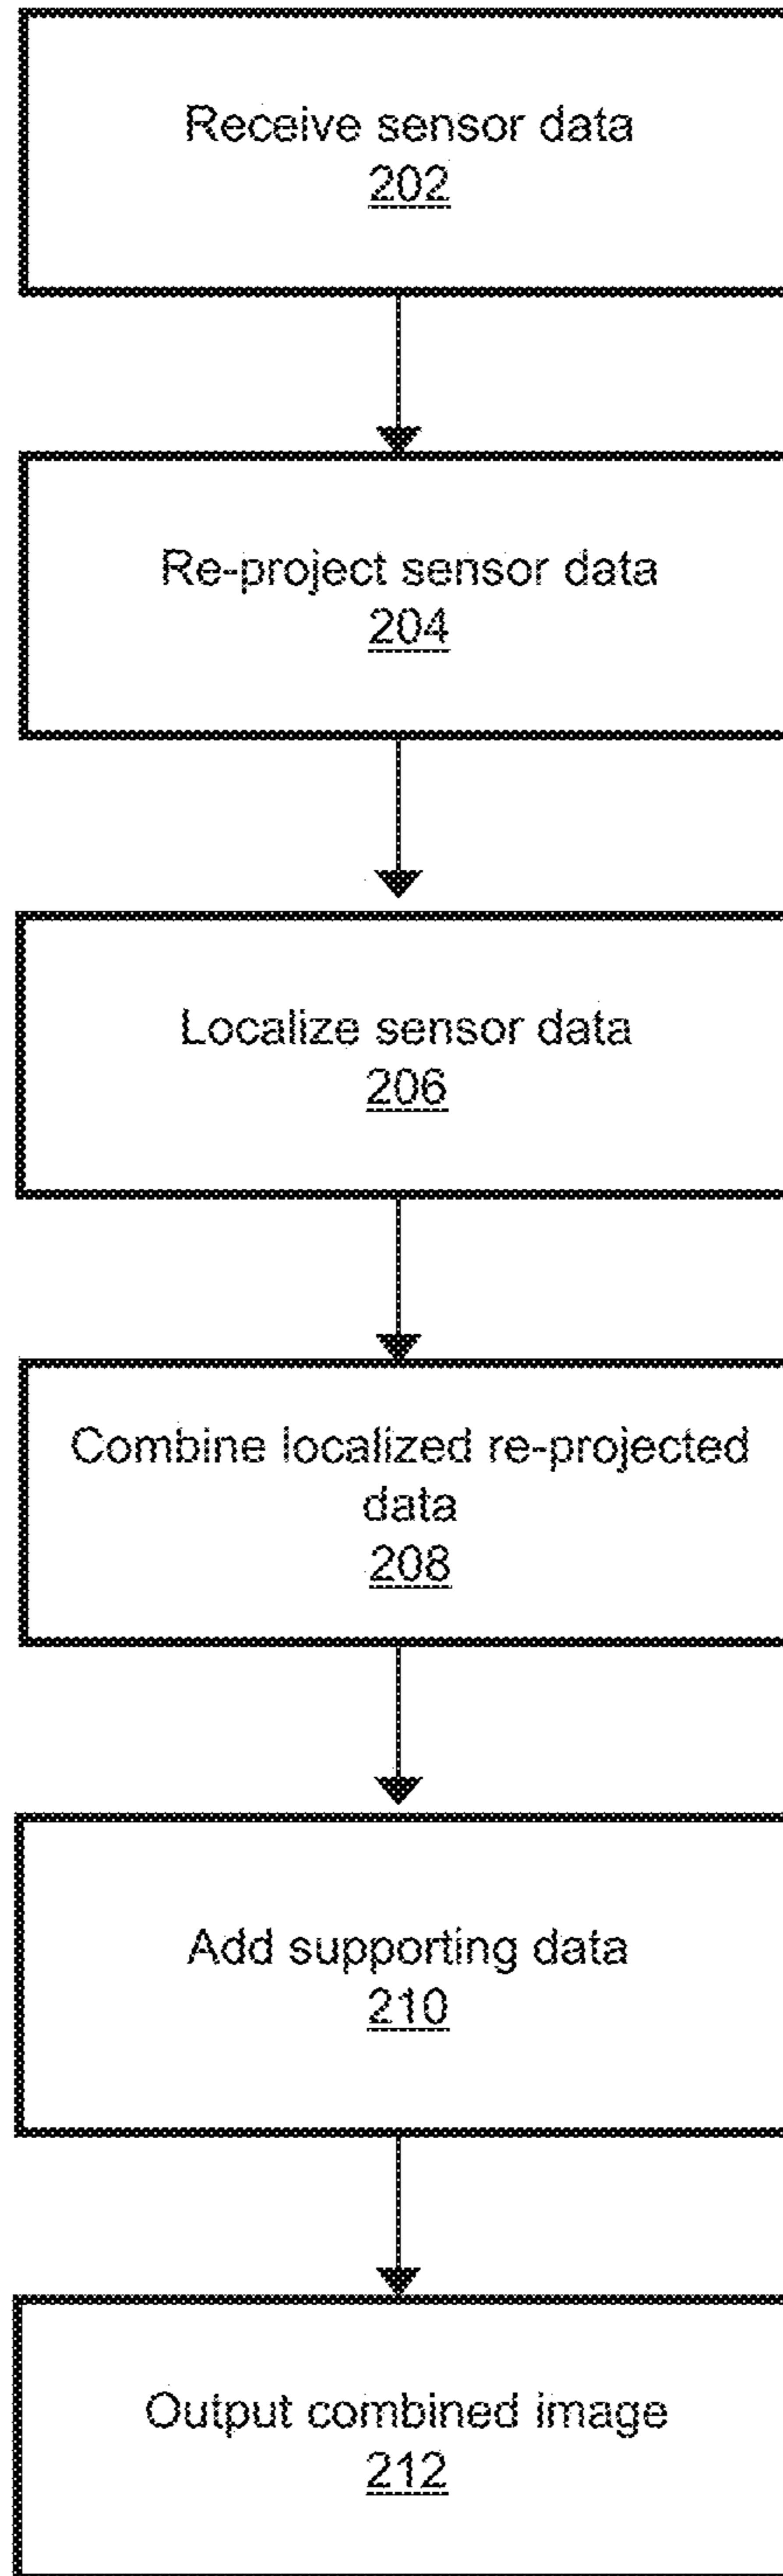 Receive sensor data
202
Re-project sensor data
204
Localize sensor data
206
Combine localized re-projected
data
208
Add supporting data
210
Output combined image
212